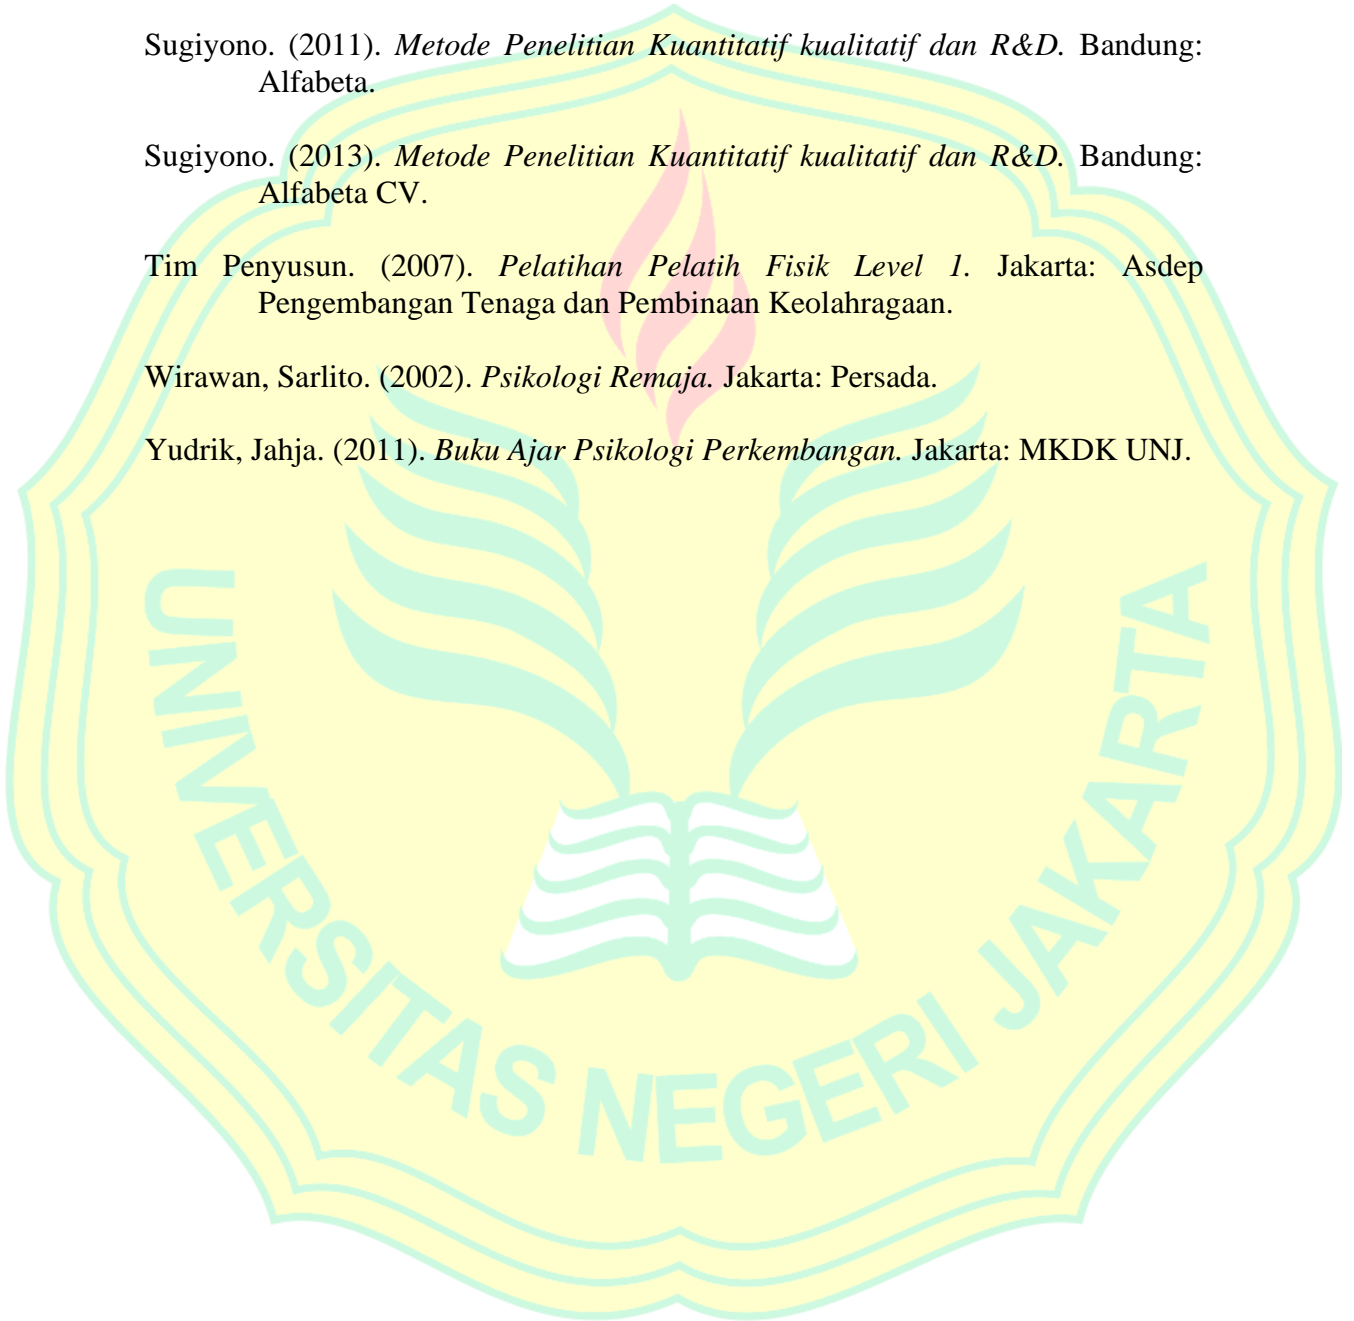 Sugiyono. (2011). Metode Penelitian Kuantitatif kualitatif dan R&D. Bandung:
Alfabeta.
Sugiyono. (2013). Metode Penelitian Kuantitatif kualitatif dan R&D. Bandung:
Alfabeta CV.
Tim Penyusun. (2007). Pelatihan Pelatih Fisik Level 1. Jakarta: Asdep
Pengembangan Tenaga dan Pembinaan Keolahragaan.
Wirawan, Sarlito. (2002). Psikologi Remaja. Jakarta: Persada.
Yudrik, Jahja. (2011). Buku Ajar Psikologi Perkembangan. Jakarta: MKDK UNJ.
UNIVERSITAS NEGERI JAKARTA